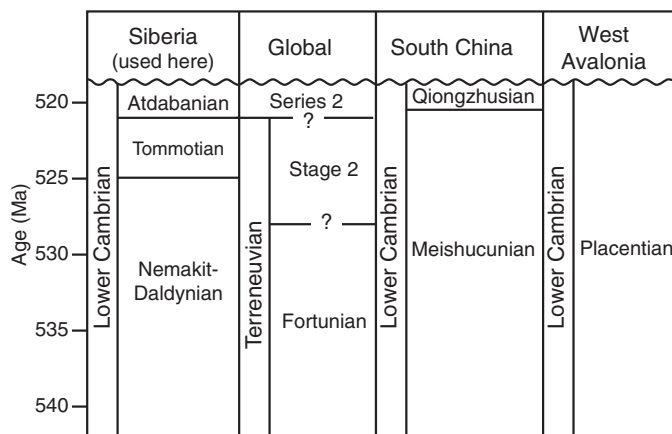 Siberia
(used here)
Global
South China
West
Avalonia
Age (Ma)
520
525
530
535
540
Lower Cambrian
Atdabanian
Tommotian
Nemakit-
Daldynian
Terreneuvian
Series 2
?
Stage 2
?
Fortunian
Lower Cambrian
Qiongzhusian
Meishucunian
Lower Cambrian
Placentian